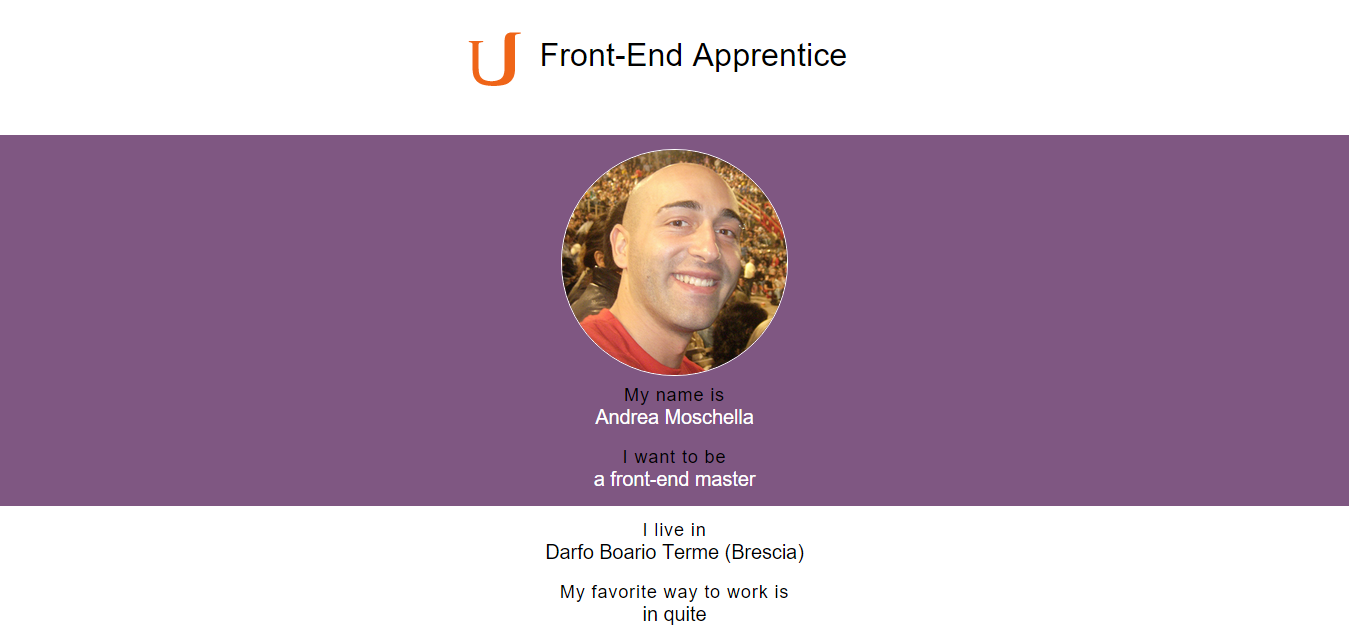 U Front-End Apprentice
My name is
Andrea Moschella
I want to be
a front-end master
I live in
Darfo Boario Terme (Brescia)
My favorite way to work is
in quite